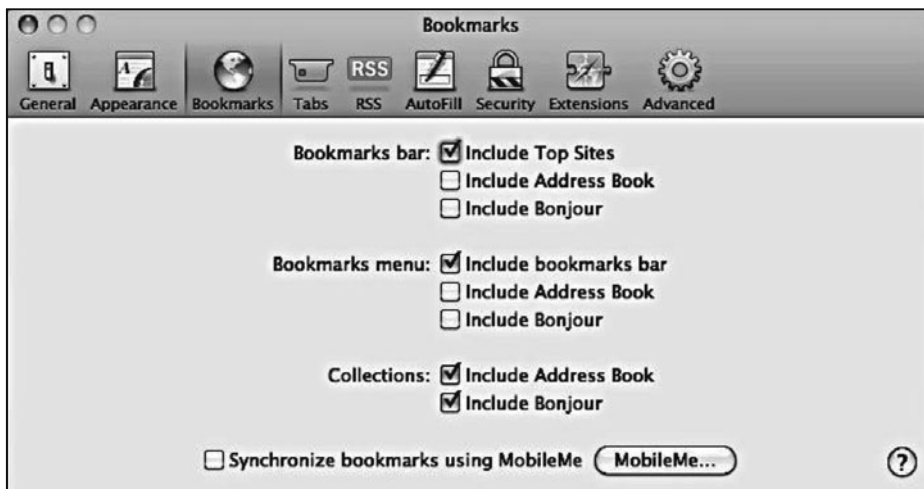 Bookmarks
RSS
General Appearance Bookmarks Tabs RSS AutoFill Security Extensions Advanced
Bookmarks bar: Include Top Sites
Include Address Book
Include Bonjour
Bookmarks menu: Include bookmarks bar
Include Address Book
Include Bonjour
Collections: Include Address Book
Include Bonjour
Synchronize bookmarks using MobileMe MobileMe... ?